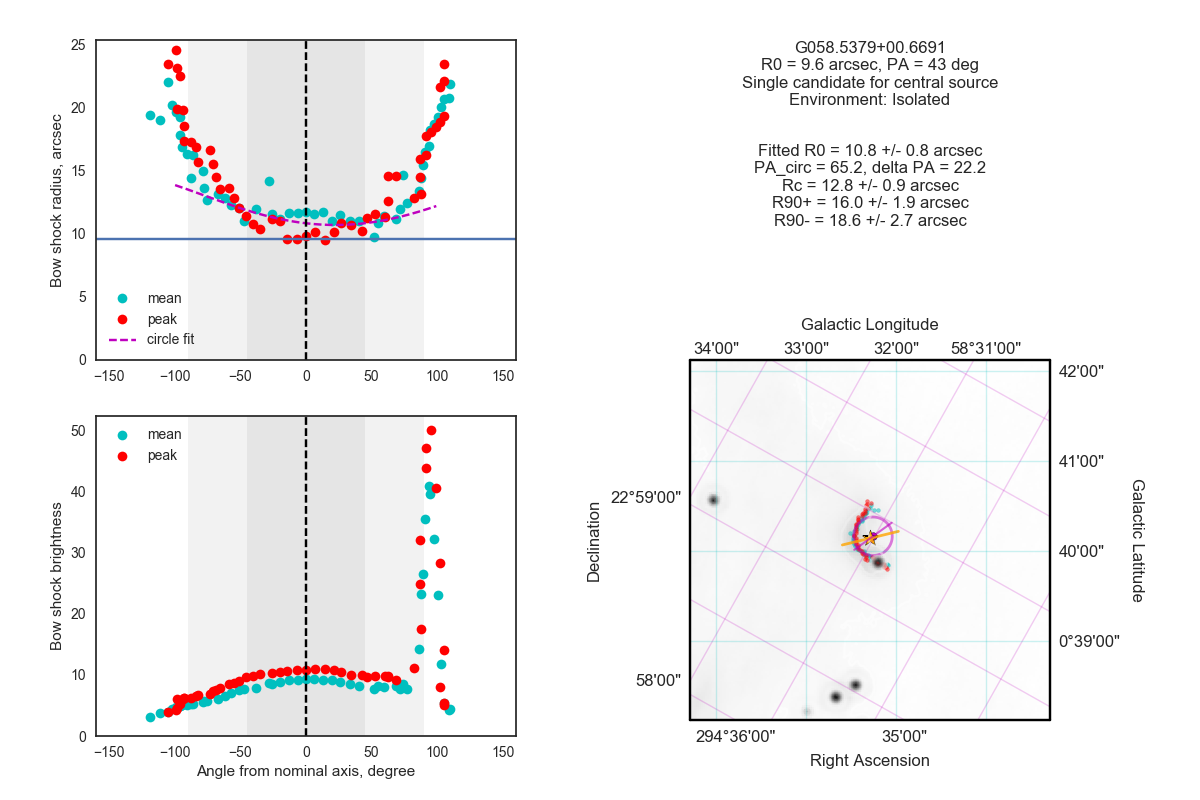 25
20
15
10
5
0
Bow shock radius, arcsec
mean
peak
circle fit
−150
−100
−50
0
50
100
150
50
40
30
20
10
0
Bow shock brightness
mean
peak
−150
−100
−50
0
50
100
150
Angle from nominal axis, degree
G058.5379+00.6691
R0 = 9.6 arcsec, PA = 43 deg
Single candidate for central source
Environment: Isolated
Fitted R0 = 10.8 +/- 0.8 arcsec
PA_circ = 65.2, delta PA = 22.2
Rc = 12.8 +/- 0.9 arcsec
R90+ = 16.0 +/- 1.9 arcsec
R90- = 18.6 +/- 2.7 arcsec
Galactic Longitude
34'00" 33'00" 32'00" 58°31'00"
42'00"
41'00"
40'00"
0°39'00"
Galactic Latitude
22°59'00"
58'00"
Declination
294°36'00" 35'00"
Right Ascension